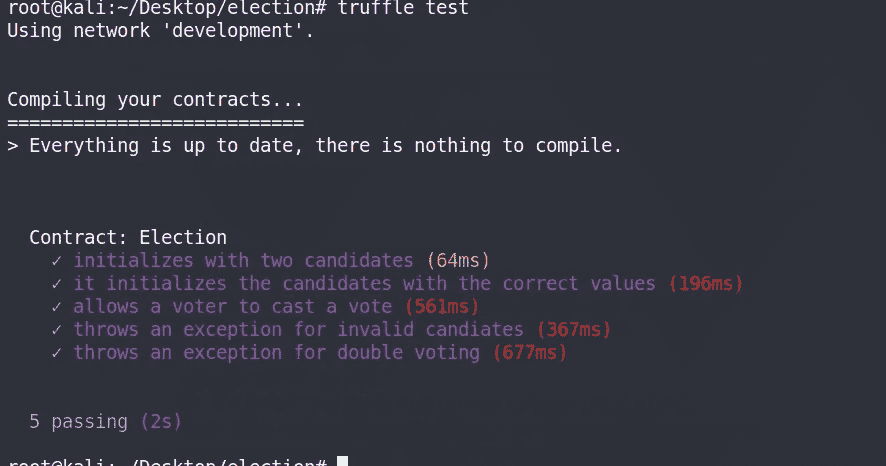 root@kali:~/Desktop/election# truffle test
Using network 'development'.
Compiling your contracts...
===========================
> Everything is up to date, there is nothing to compile.
Contract: Election
✓ initializes with two candidates (64ms)
✓ it initializes the candidates with the correct values (196ms)
✓ allows a voter to cast a vote (561ms)
✓ throws an exception for invalid candiates (367ms)
✓ throws an exception for double voting (677ms)
5 passing (2s)
root@kali:~/Desktop/election#